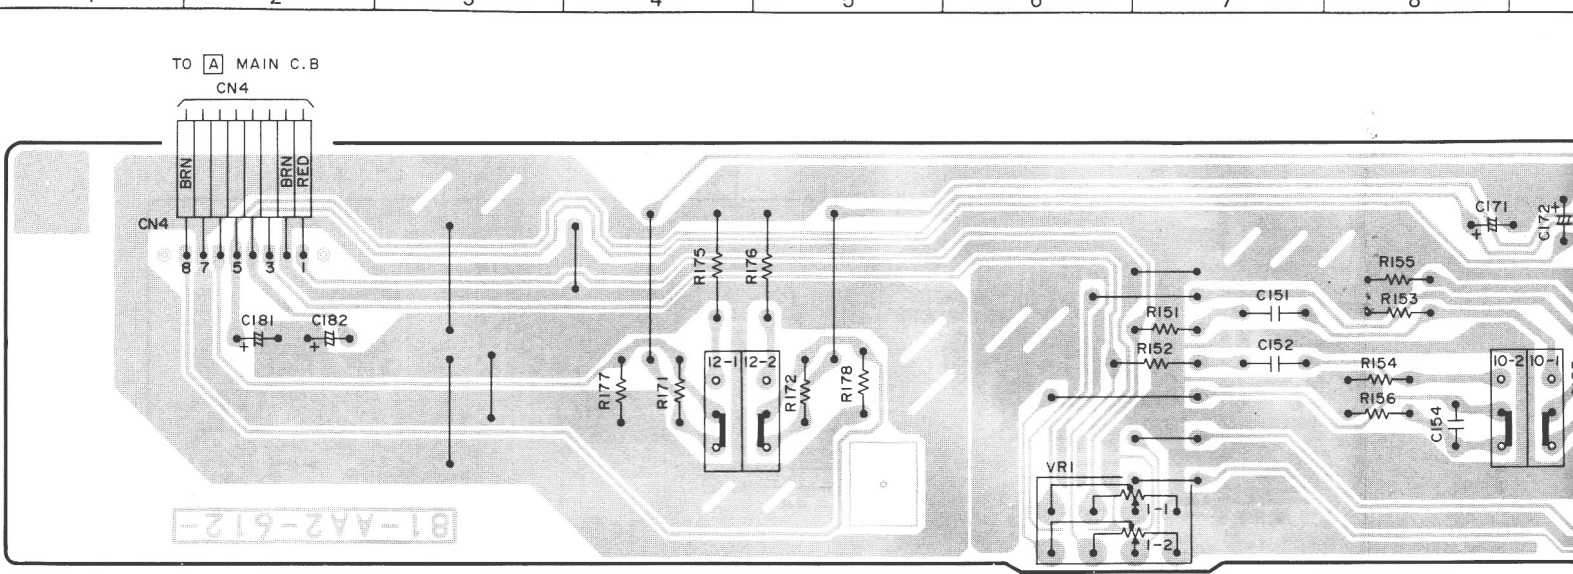 2 3 4 5 6 7 8
TO A MAIN C.B
CN4
BRN BRN RED
CN4
8 7 5 3 1
C181 C182
R175 R176
R177 R171 12-1 12-2 R172 R178
81-AA2-612-
VR1
1-1
1-2
R151
R152
C151
C152
R155
R153
R154
R156
C154
C171 C172
10-2 10-1